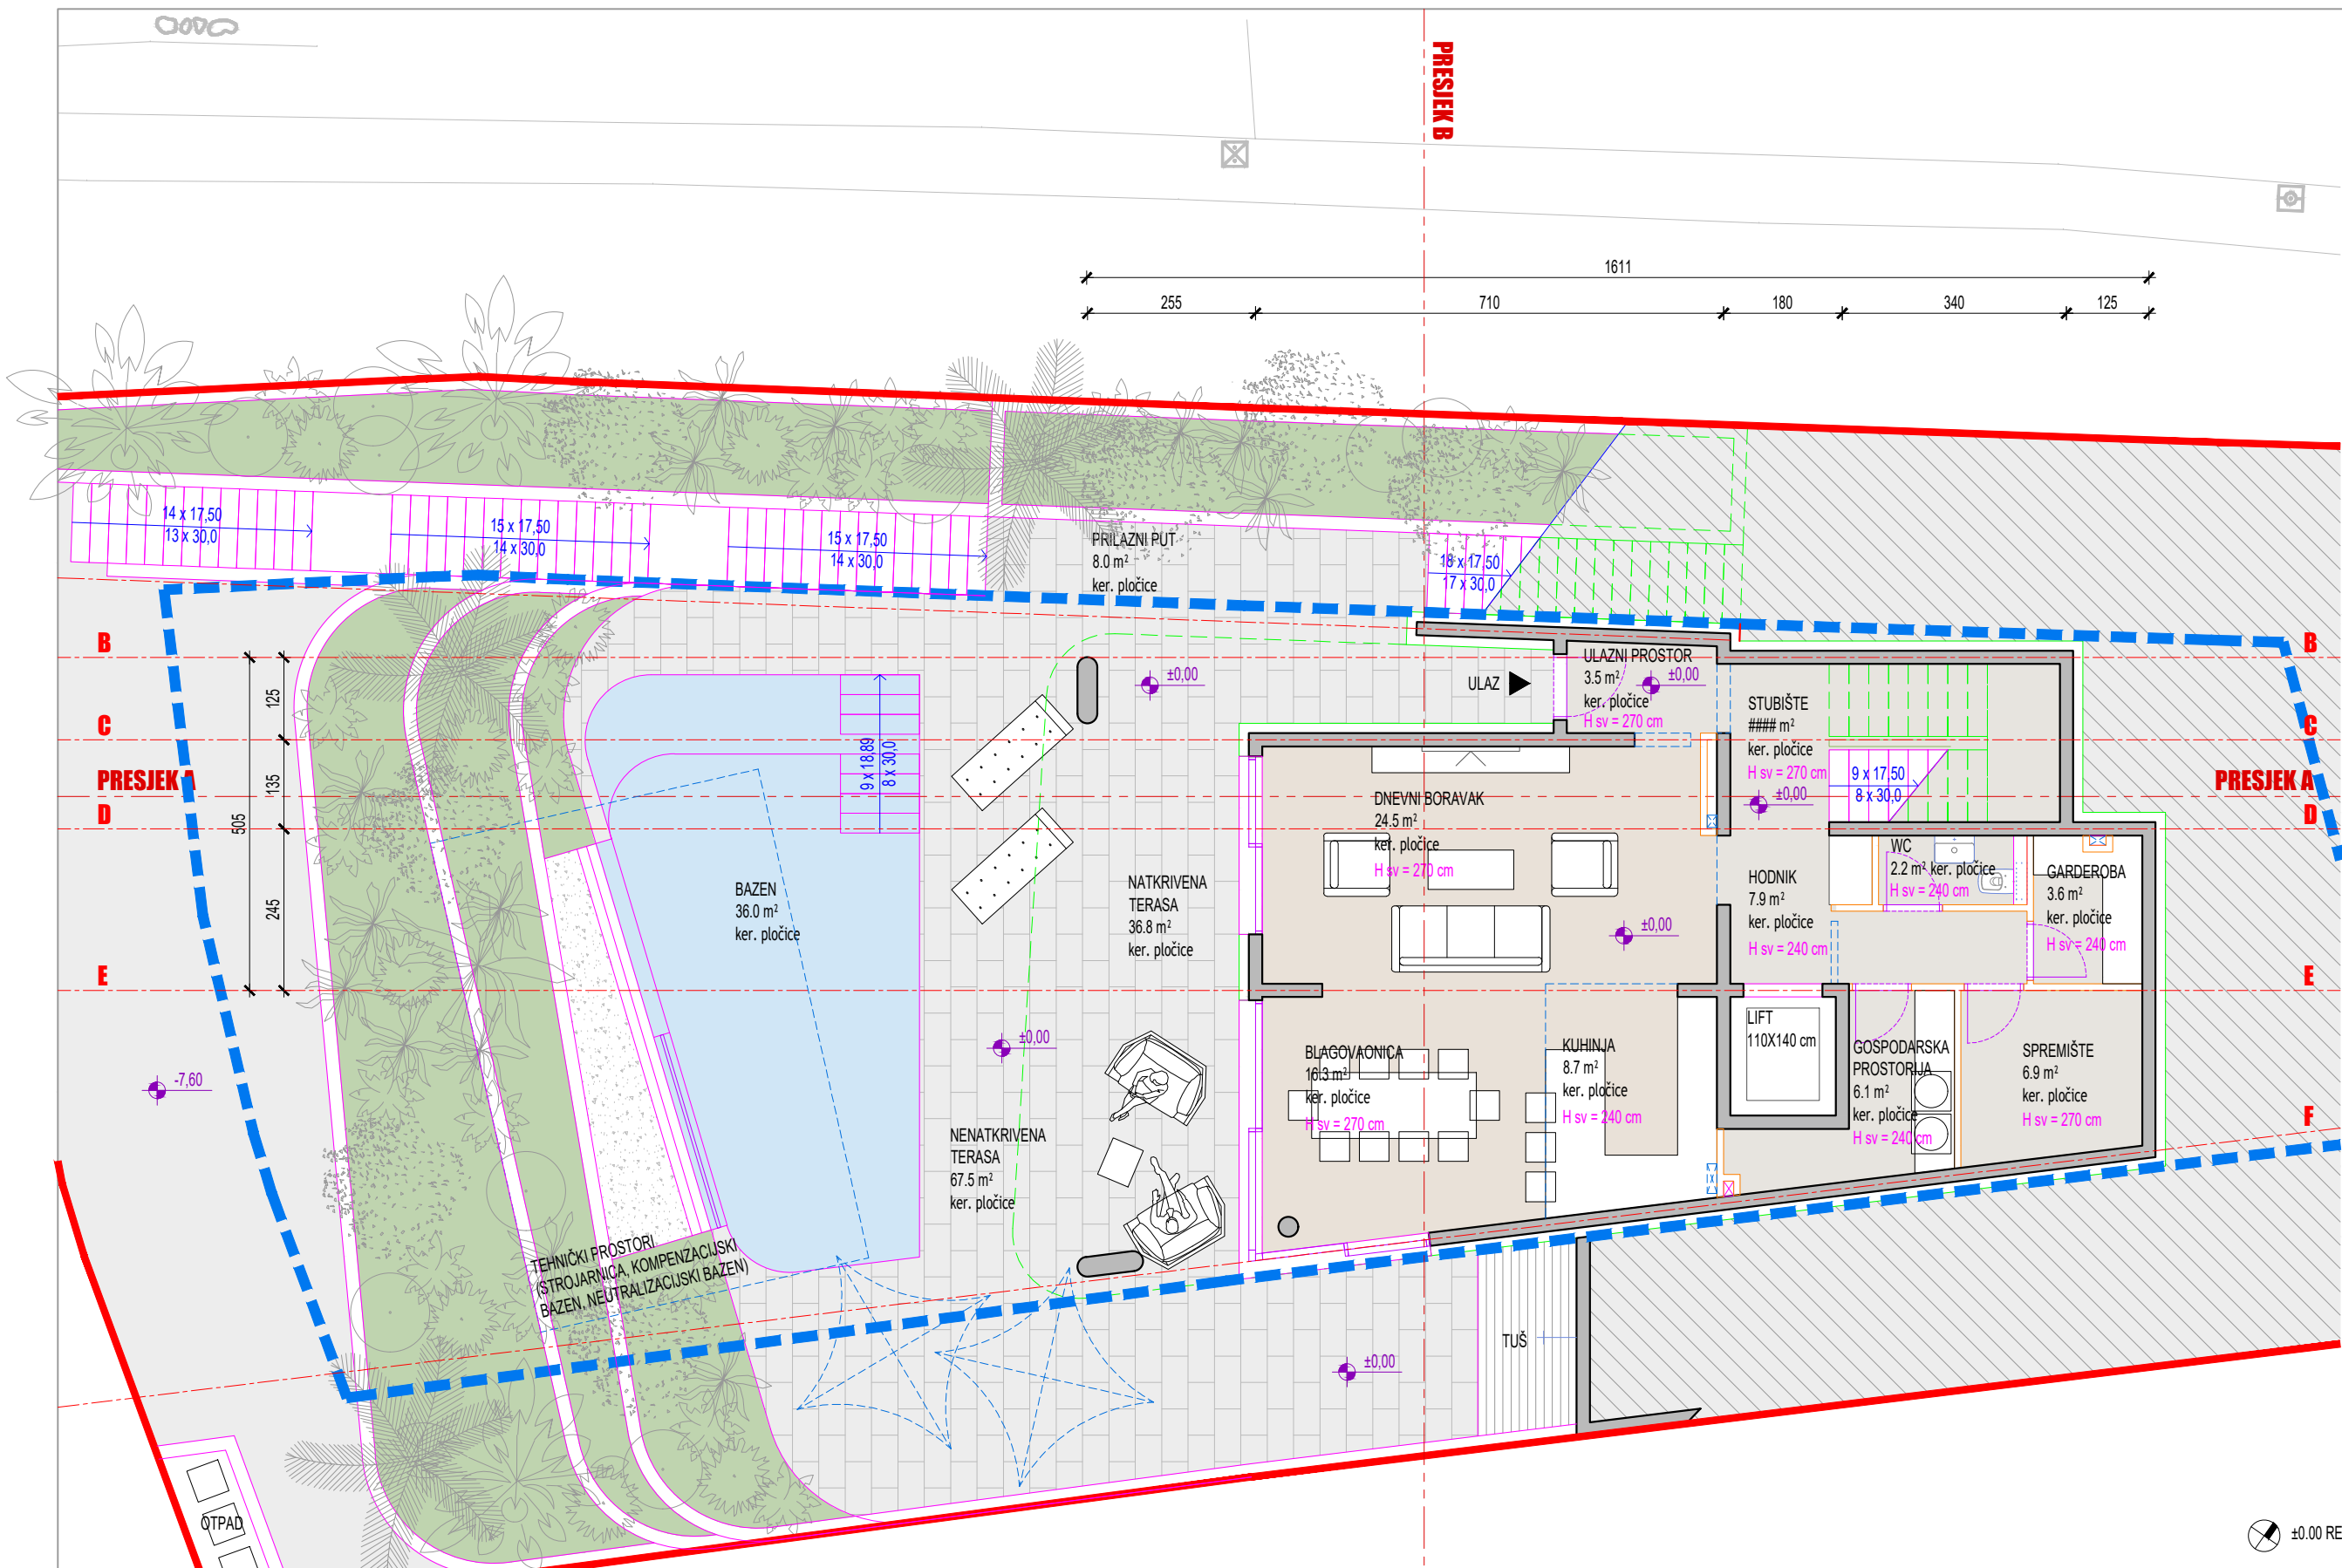 PRESJEK B
1611
255
710
180
340
125
14 x 17,50
13 x 30,0
15 x 17,50
14 x 30,0
15 x 17,50
14 x 30,0
PRILAZNI PUT
8.0 m²
ker. pločice
18 x 17,50
17 x 30,0
B
B
125
C
C
135
505
PRESJEK A
PRESJEK A
D
D
245
E
E
F
ULAZ
ULAZNI PROSTOR
3.5 m²
ker. pločice
H sv = 270 cm
±0,00
±0,00
STUBIŠTE
#### m²
ker. pločice
H sv = 270 cm
±0,00
9 x 17,50
8 x 30,0
9 x 18,89
8 x 30,0
DNEVNI BORAVAK
24.5 m²
ker. pločice
H sv = 270 cm
±0,00
WC
2.2 m² ker. pločice
H sv = 240 cm
GARDEROBA
3.6 m²
ker. pločice
H sv = 240 cm
HODNIK
7.9 m²
ker. pločice
H sv = 240 cm
BAZEN
36.0 m²
ker. pločice
NATKRIVENA
TERASA
36.8 m²
ker. pločice
±0,00
-7,60
LIFT
110X140 cm
BLAGOVAONICA
16.3 m²
ker. pločice
H sv = 270 cm
KUHINJA
8.7 m²
ker. pločice
H sv = 240 cm
GOSPODARSKA
PROSTORIJA
6.1 m²
ker. pločice
H sv = 240 cm
SPREMIŠTE
6.9 m²
ker. pločice
H sv = 270 cm
NENATKRIVENA
TERASA
67.5 m²
ker. pločice
TEHNIČKI PROSTORI
(STROJARNICA, KOMPENZACIJSKI
BAZEN, NEUTRALIZACIJSKI BAZEN)
TUŠ
±0,00
OTPAD
±0.00 RE